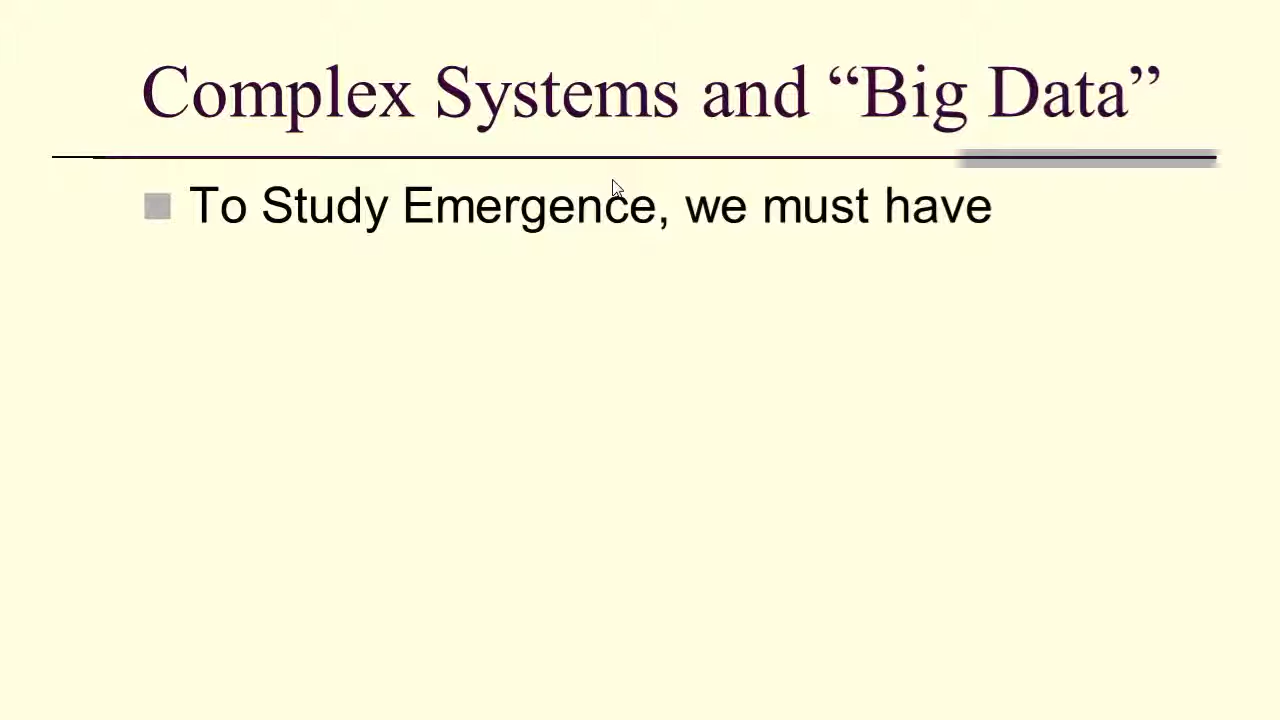 Complex Systems and “Big Data”
To Study Emergence, we must have